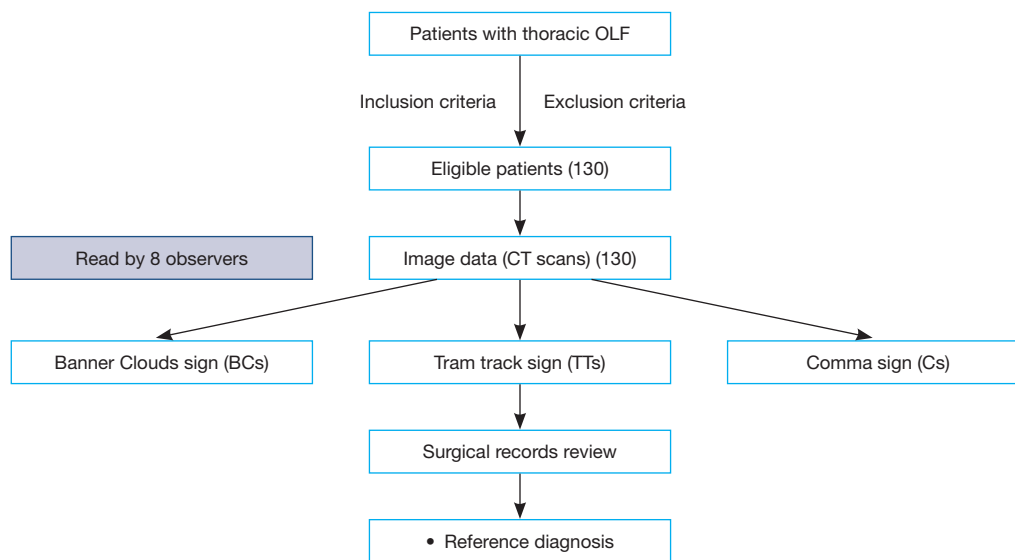 Patients with thoracic OLF
Inclusion criteria
Exclusion criteria
Eligible patients (130)
Read by 8 observers
Image data (CT scans) (130)
Banner Clouds sign (BCs)
Tram track sign (TTs)
Comma sign (Cs)
Surgical records review
• Reference diagnosis